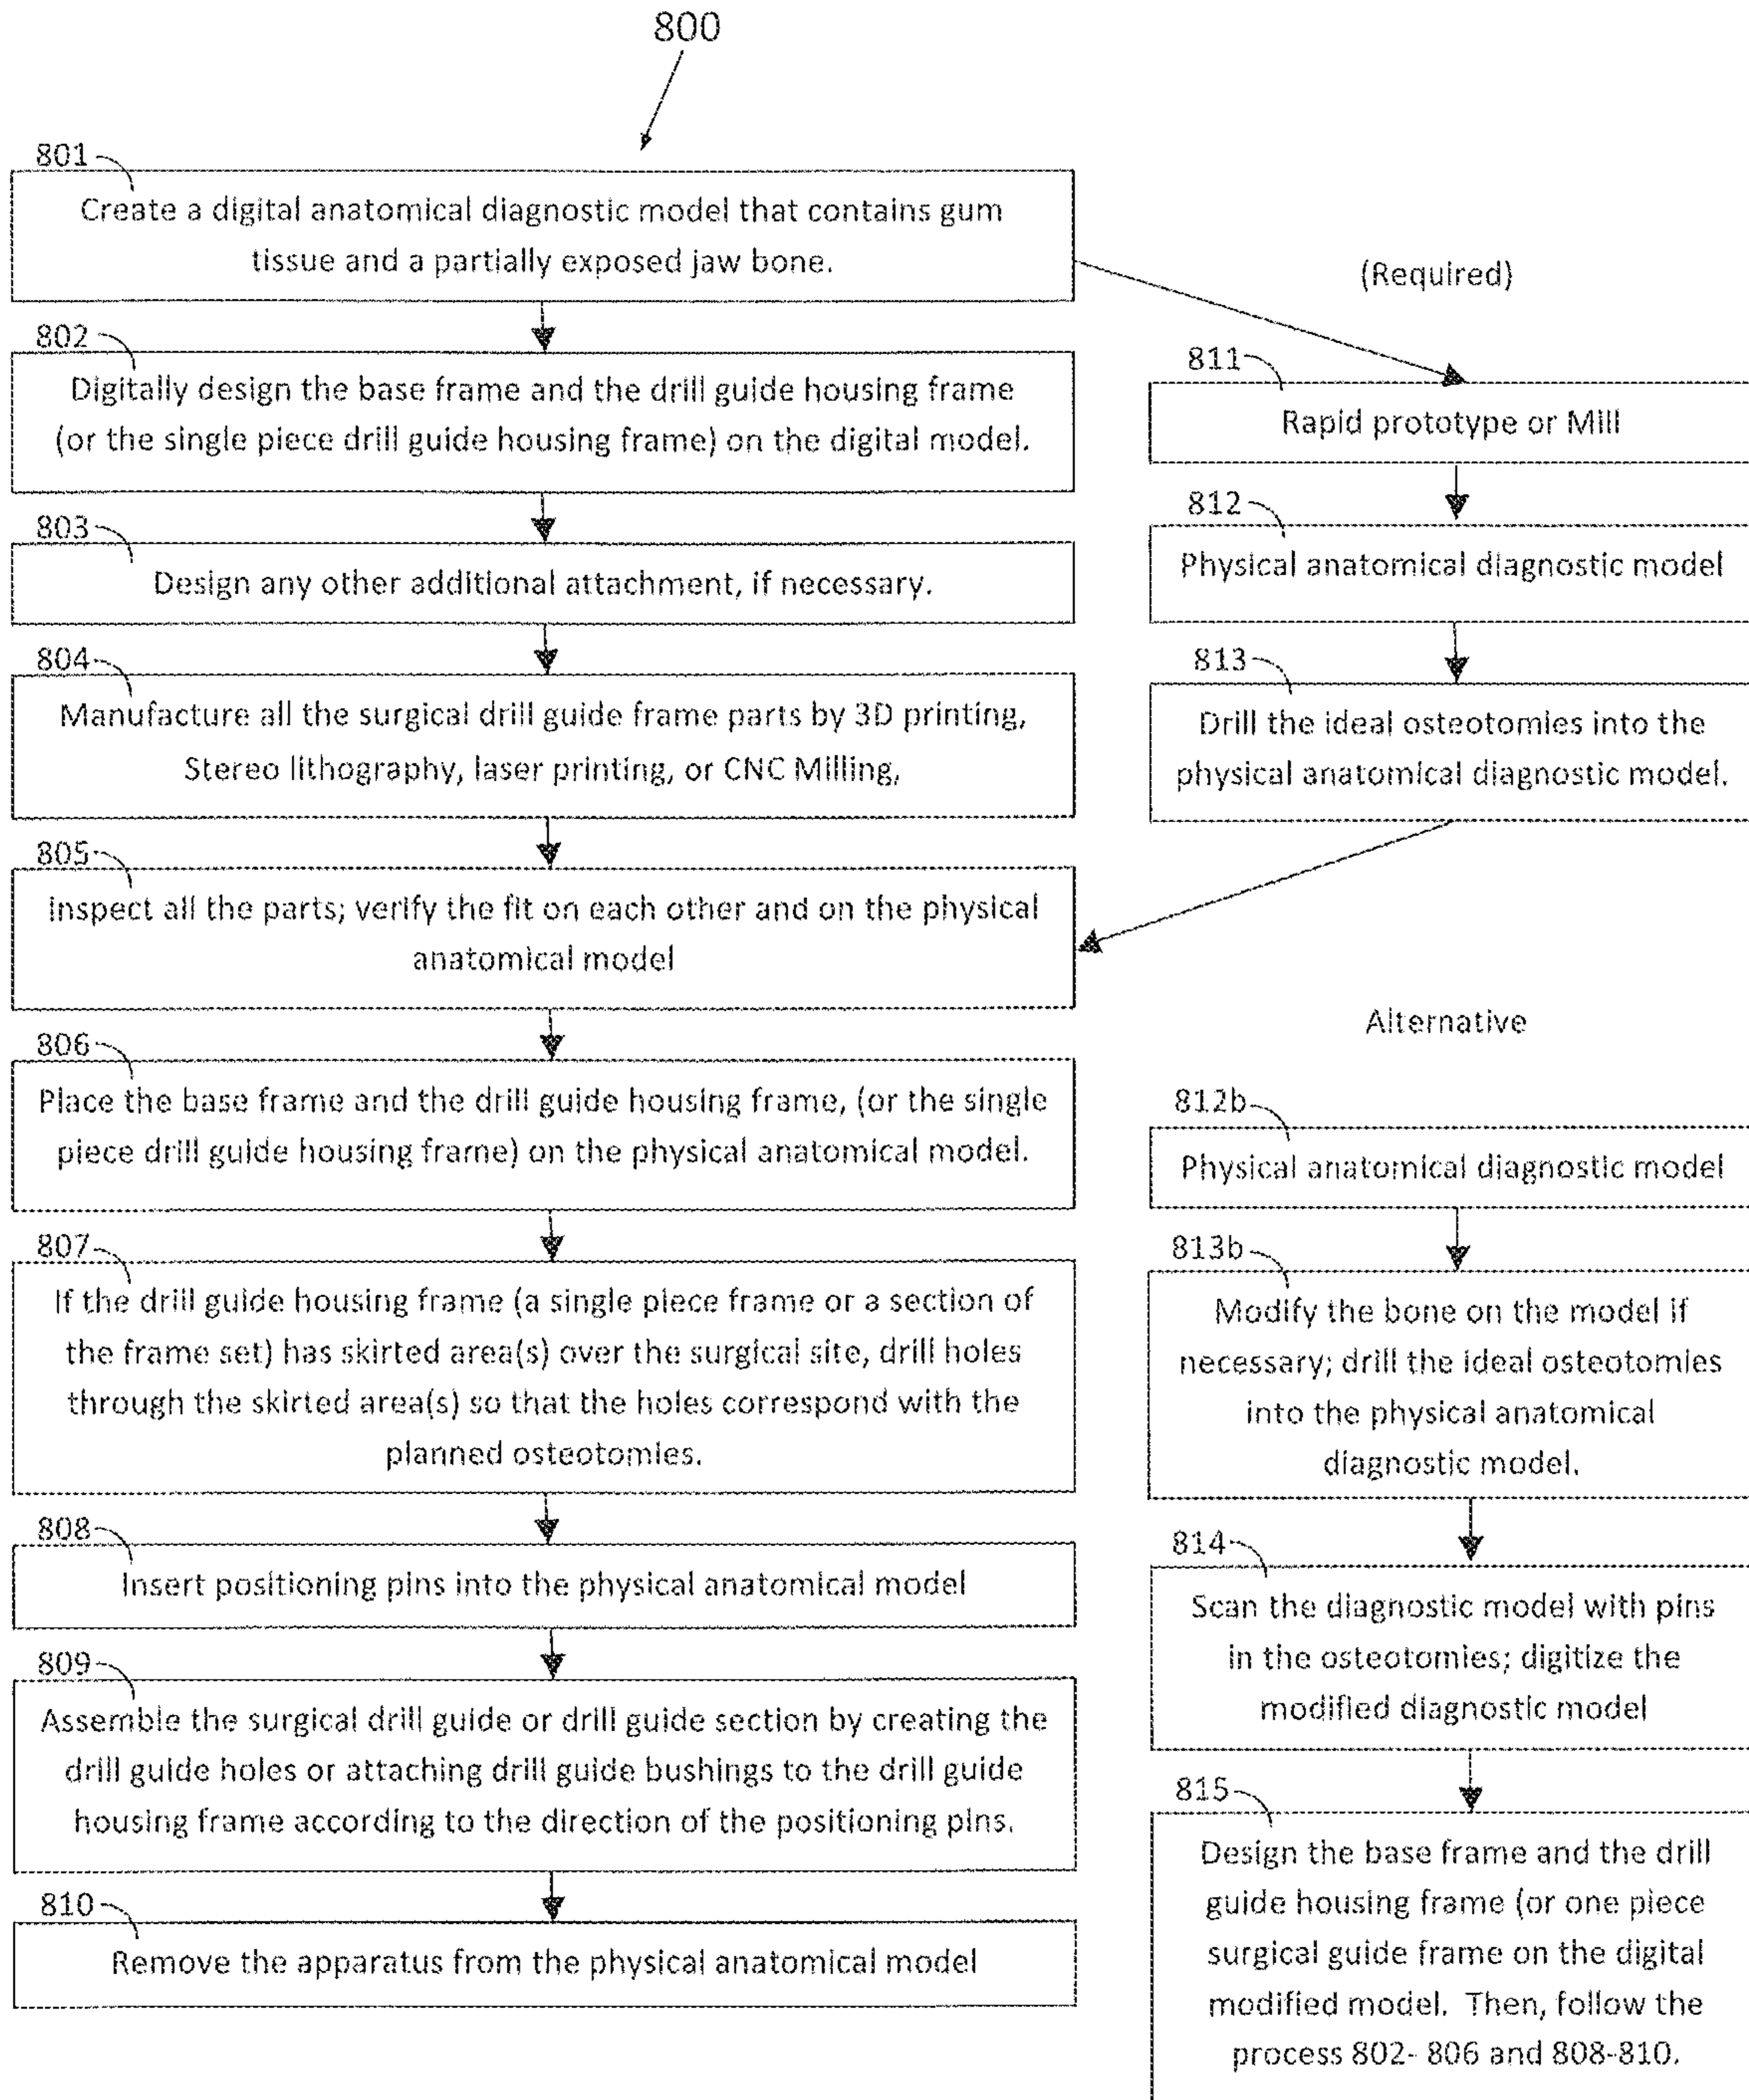 800
801
Create a digital anatomical diagnostic model that contains gum
tissue and a partially exposed jaw bone.
802
Digitally design the base frame and the drill guide housing frame
(or the single piece drill guide housing frame) on the digital model.
803
Design any other additional attachment, if necessary.
804
Manufacture all the surgical drill guide frame parts by 3D printing,
Stereo lithography, laser printing, or CNC Milling,
805
Inspect all the parts; verify the fit on each other and on the physical
anatomical model
806
Place the base frame and the drill guide housing frame, (or the single
piece drill guide housing frame) on the physical anatomical model.
807
If the drill guide housing frame (a single piece frame or a section of
the frame set) has skirted area(s) over the surgical site, drill holes
through the skirted area(s) so that the holes correspond with the
planned osteotomies.
808
Insert positioning pins into the physical anatomical model
809
Assemble the surgical drill guide or drill guide section by creating the
drill guide holes or attaching drill guide bushings to the drill guide
housing frame according to the direction of the positioning pins.
810
Remove the apparatus from the physical anatomical model
(Required)
811
Rapid prototype or Mill
812
Physical anatomical diagnostic model
813
Drill the ideal osteotomies into the
physical anatomical diagnostic model.
Alternative
812b
Physical anatomical diagnostic model
813b
Modify the bone on the model if
necessary; drill the ideal osteotomies
into the physical anatomical
diagnostic model.
814
Scan the diagnostic model with pins
in the osteotomies; digitize the
modified diagnostic model
815
Design the base frame and the drill
guide housing frame (or one piece
surgical guide frame on the digital
modified model. Then, follow the
process 802- 806 and 808-810.